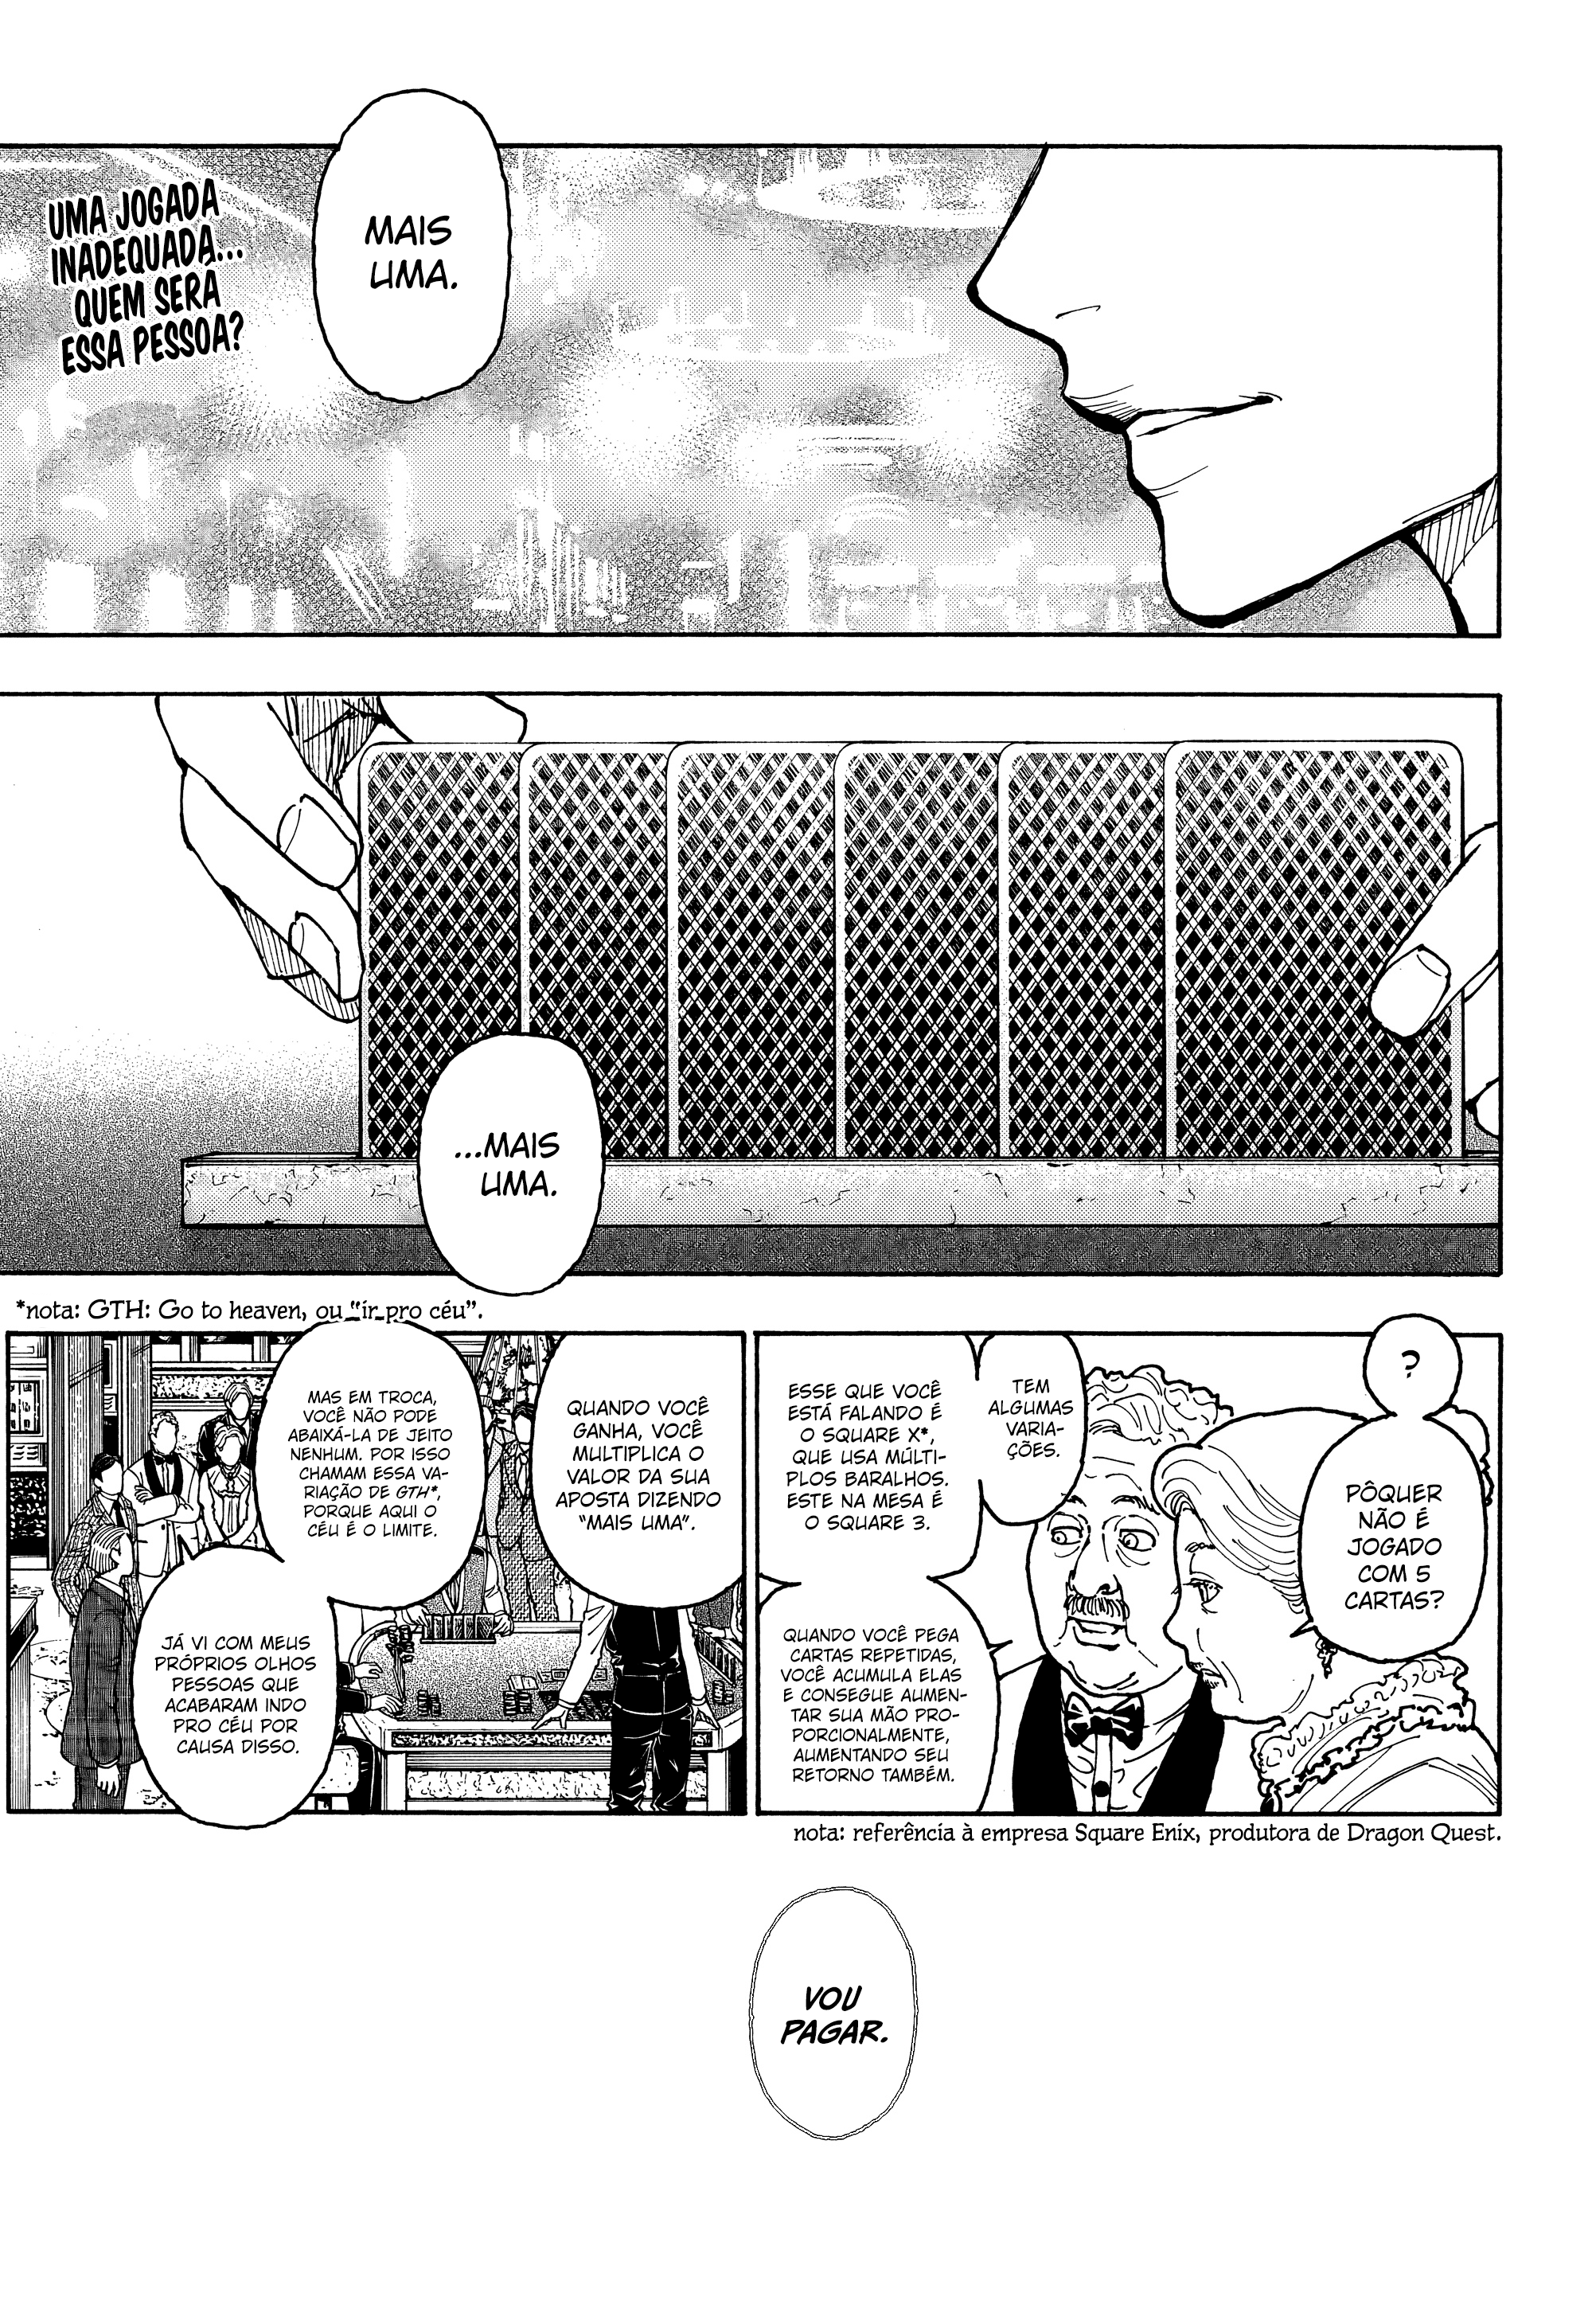 MAIS
UMA.
UMA JOGADA
INADEQUADA...
QUEM SERÁ
ESSA PESSOA?
...MAIS
UMA.
?
PÔQUER
NÃO É
JOGADO
COM 5
CARTAS?
TEM
ALGUMAS
VARIA-
ÇÕES.
ESSE QUE VOCÊ
ESTÁ FALANDO É
O SQUARE X*,
QUE USA MÚLTI-
PLOS BARALHOS.
ESTE NA MESA É
O SQUARE 3.
QUANDO VOCÊ PEGA
CARTAS REPETIDAS,
VOCÊ ACUMULA ELAS
E CONSEGUE AUMEN-
TAR SUA MÃO PRO-
PORCIONALMENTE,
AUMENTANDO SEU
RETORNO TAMBÉM.
nota: referência à empresa Square Enix, produtora de Dragon Quest.
*nota: GTH: Go to heaven, ou "ir pro céu".
QUANDO VOCÊ
GANHA, VOCÊ
MULTIPLICA O
VALOR DA SUA
APOSTA DIZENDO
"MAIS UMA".
MAS EM TROCA,
VOCÊ NÃO PODE
ABAIXÁ-LA DE JEITO
NENHUM. POR ISSO
CHAMAM ESSA VA-
RIAÇÃO DE GTH*,
PORQUE AQUI O
CÉU É O LIMITE.
JÁ VI COM MEUS
PRÓPRIOS OLHOS
PESSOAS QUE
ACABARAM INDO
PRO CÉU POR
CAUSA DISSO.
VOU
PAGAR.